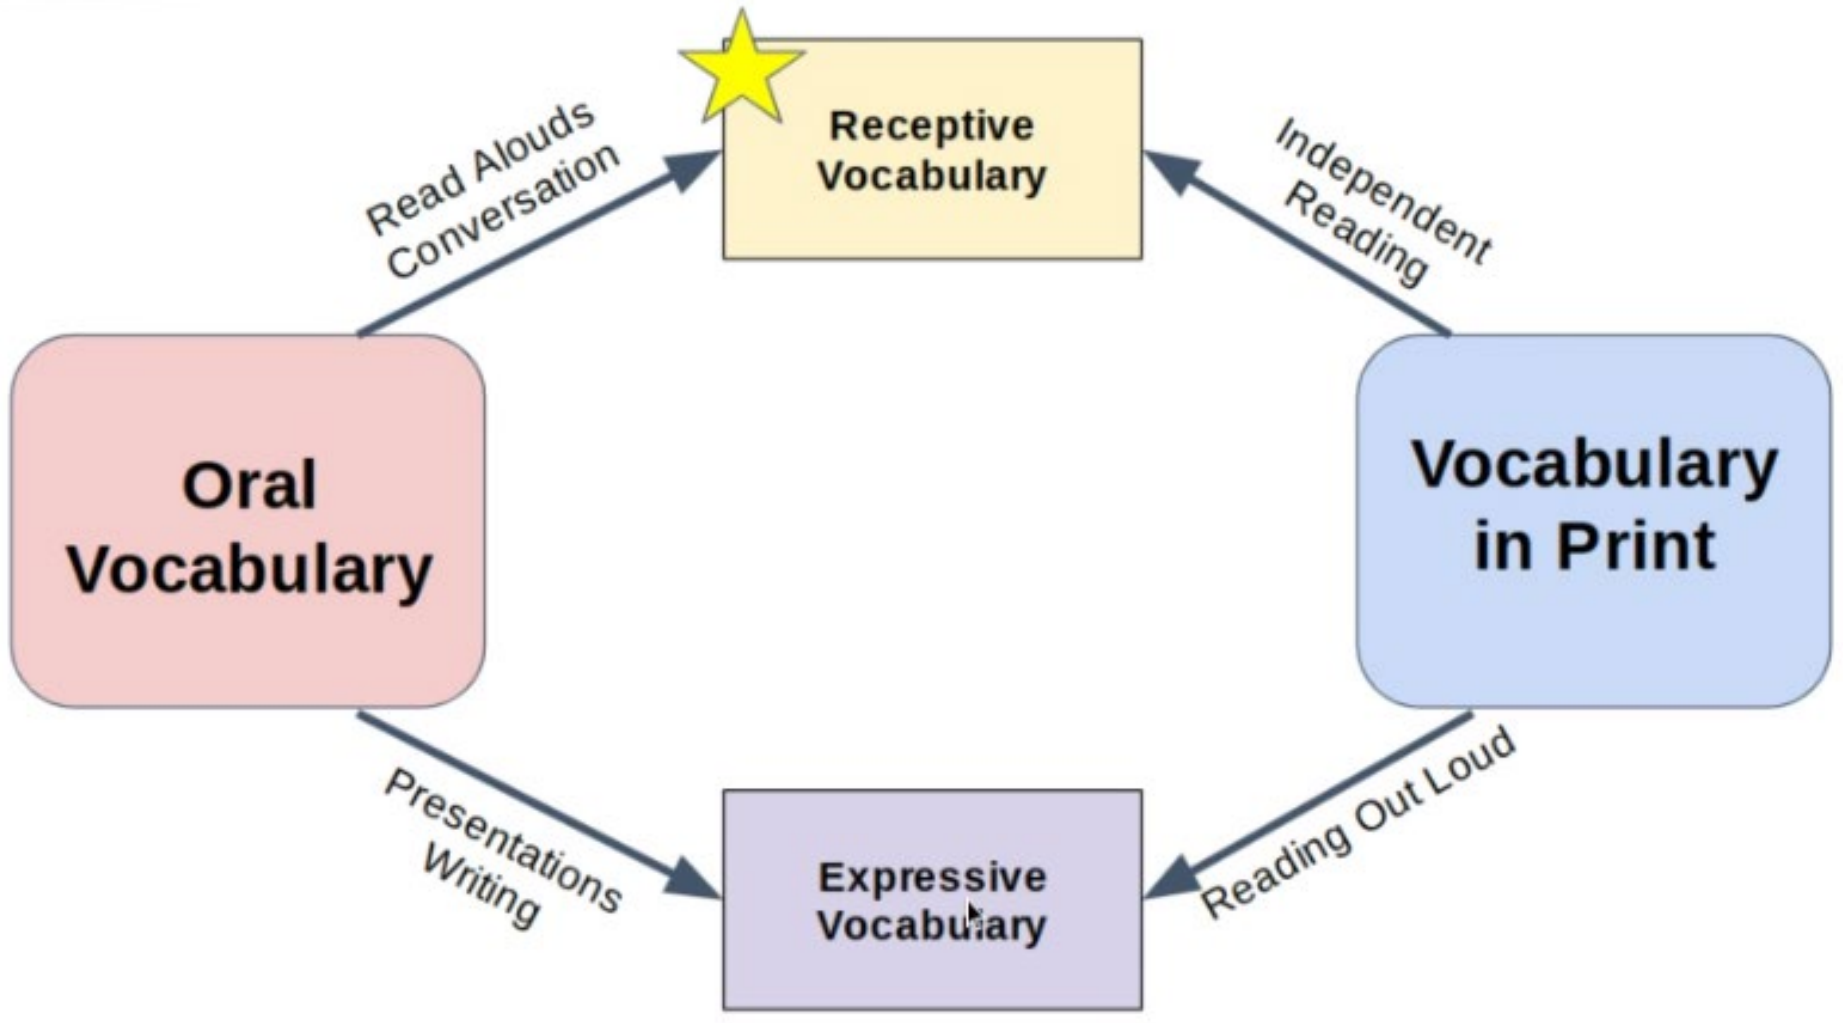 Read Alouds
Conversation
Receptive
Vocabulary
Independent
Reading
Oral
Vocabulary
Vocabulary
in Print
Presentations
Writing
Expressive
Vocabulary
Reading Out Loud